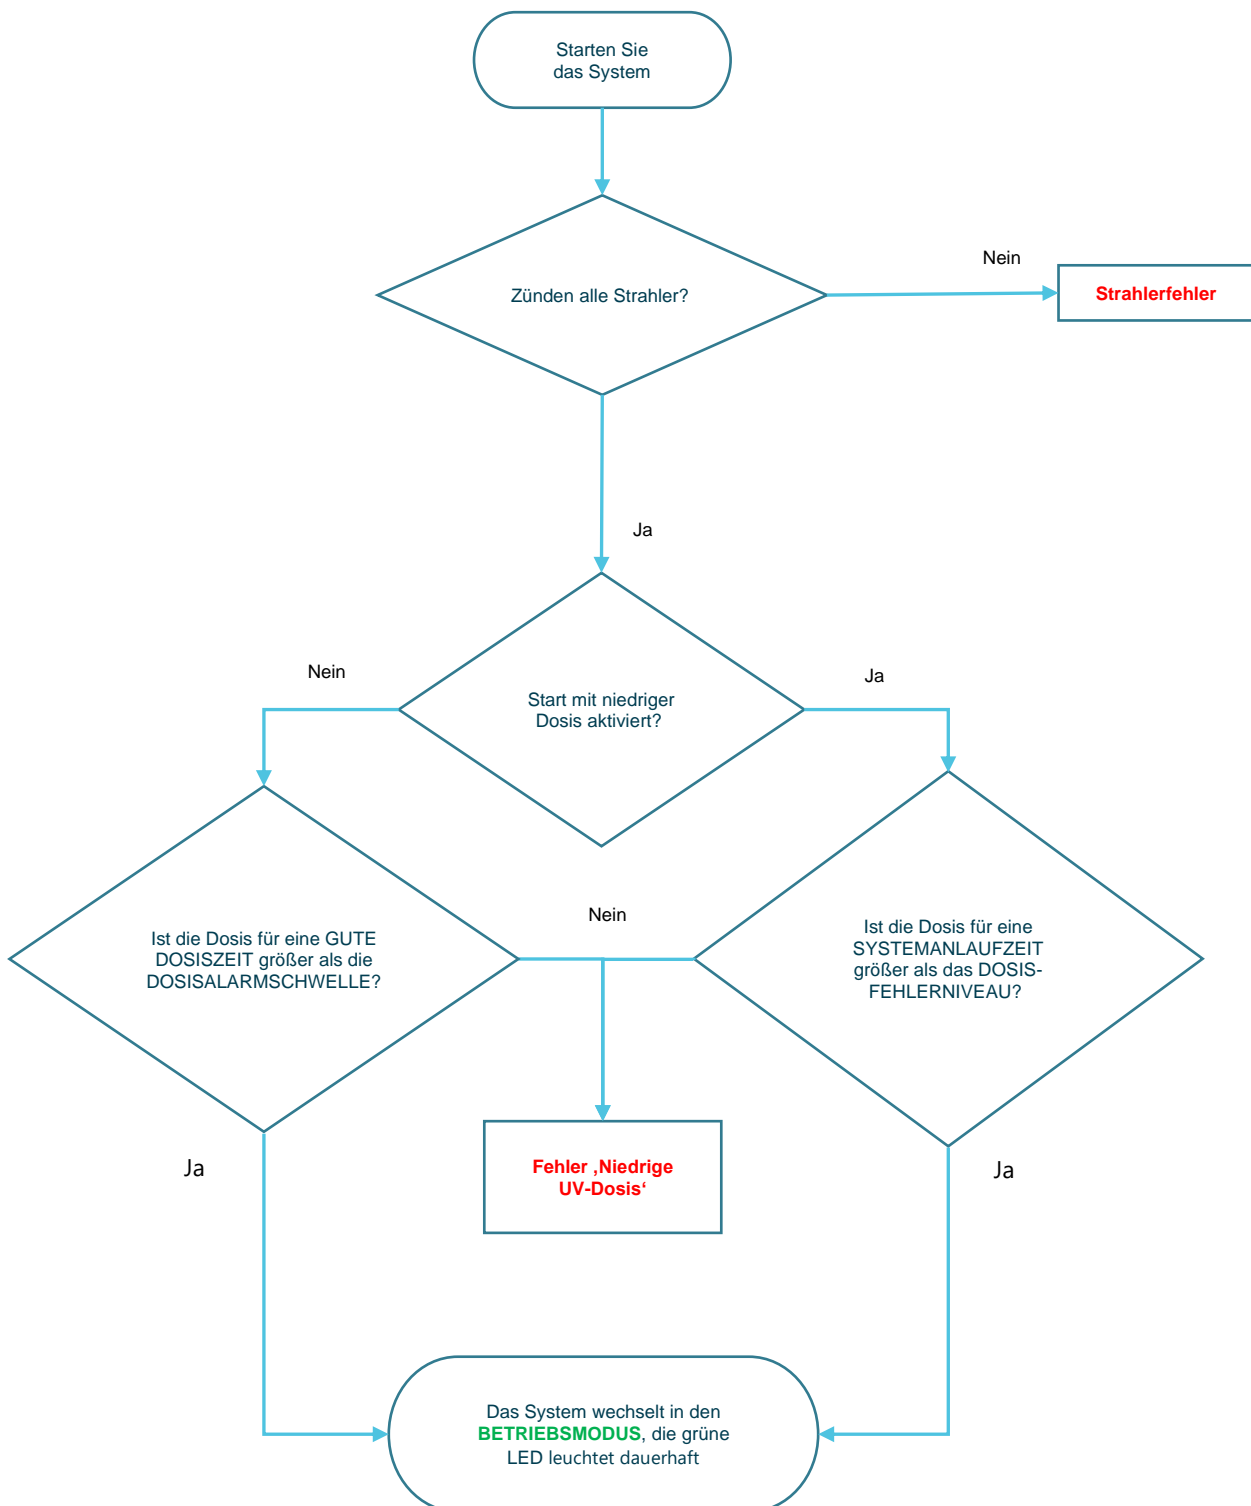 Starten Sie
das System
Zünden alle Strahler?
Nein
Strahlerfehler
Ja
Nein
Start mit niedriger
Dosis aktiviert?
Ja
Ist die Dosis für eine GUTE
DOSISZEIT größer als die
DOSISALARMSCHWELLE?
Nein
Ist die Dosis für eine
SYSTEMANLAUFZEIT
größer als das DOSIS-
FEHLERNIVEAU?
Ja
Fehler ‚Niedrige
UV-Dosis‘
Ja
Das System wechselt in den
BETRIEBSMODUS, die grüne
LED leuchtet dauerhaft